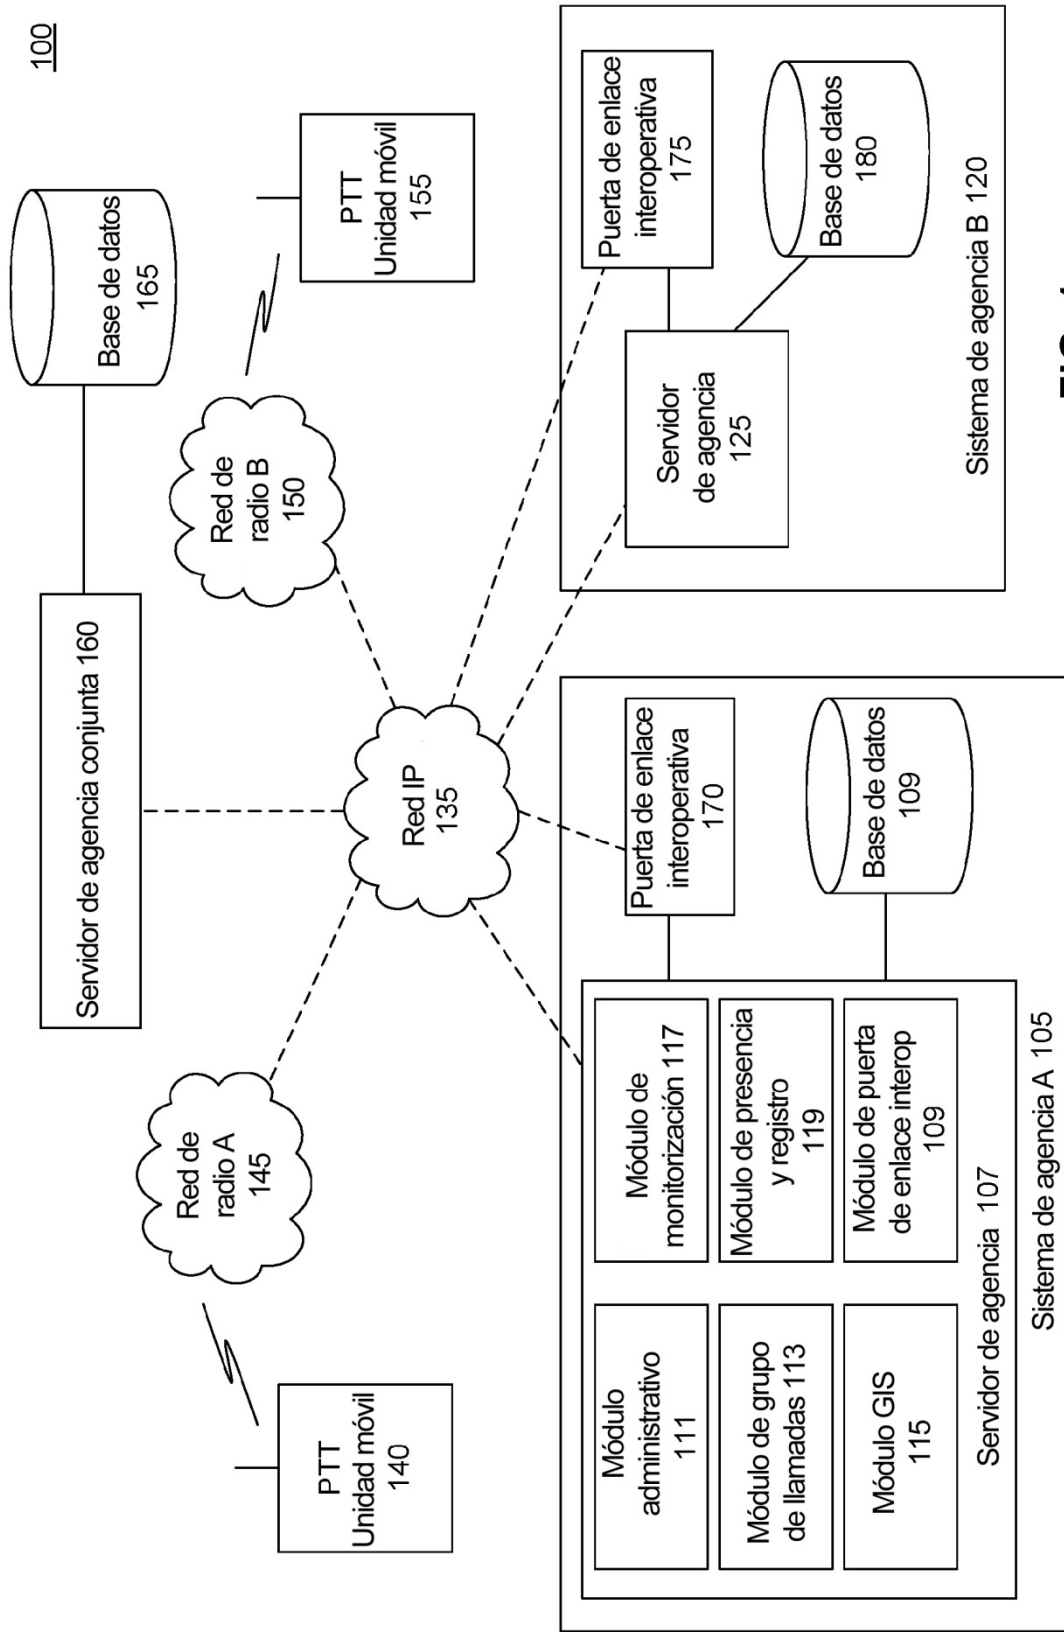 100
Servidor de agencia conjunta 160
Base de datos
165
Red de
radio A
145
Red de
radio B
150
PTT
Unidad móvil
140
PTT
Unidad móvil
155
Red IP
135
Módulo
administrativo
111
Módulo de
monitorización 117
Módulo de grupo
de llamadas 113
Módulo de presencia
y registro
119
Módulo GIS
115
Módulo de puerta
de enlace interop
109
Servidor de agencia 107
Puerta de enlace
interoperativa
170
Base de datos
109
Sistema de agencia A 105
Servidor
de agencia
125
Puerta de enlace
interoperativa
175
Base de datos
180
Sistema de agencia B 120